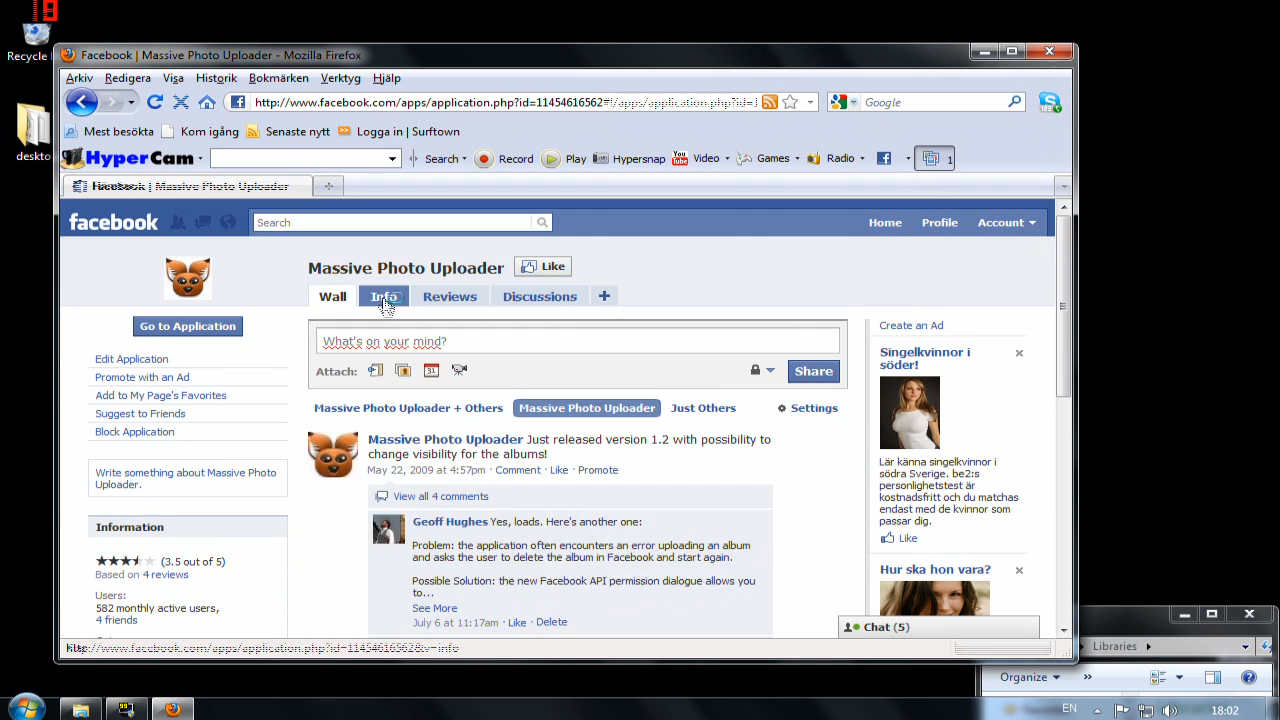 19
Recycle
deskto
Facebook | Massive Photo Uploader - Mozilla Firefox
Arkiv Redigera Visa Historik Bokmärken Verktyg Hjälp
http://www.facebook.com/apps/application.php?id=11454616562#!/apps/application.php?id=
Google
Mest besökta Kom igång Senaste nytt Logga in | Surftown
HyperCam Search Record Play Hypersnap Video Games Radio 1
Facebook | Massive Photo Uploader
facebook Search Home Profile Account
Massive Photo Uploader Like
Wall Info Reviews Discussions +
Go to Application
What's on your mind?
Attach: 31 Share
Edit Application
Promote with an Ad
Add to My Page's Favorites
Suggest to Friends
Block Application
Write something about Massive Photo
Uploader.
Information
(3.5 out of 5)
Based on 4 reviews
Users:
582 monthly active users,
4 friends
Massive Photo Uploader + Others Massive Photo Uploader Just Others Settings
Massive Photo Uploader Just released version 1.2 with possibility to
change visibility for the albums!
May 22, 2009 at 4:57pm · Comment · Like · Promote
View all 4 comments
Geoff Hughes Yes, loads. Here's another one:
Problem: the application often encounters an error uploading an album
and asks the user to delete the album in Facebook and start again.
Possible Solution: the new Facebook API permission dialogue allows you
to...
See More
July 6 at 11:17am · Like · Delete
Create an Ad
Singelkvinnor i
söder!
Lär känna singelkvinnor i
södra Sverige. be2:s
personlighetstest är
kostnadsfritt och du matchas
endast med de kvinnor som
passar dig.
Like
Hur ska hon vara?
Chat (5)
Libraries
Organize »
EN 18:02